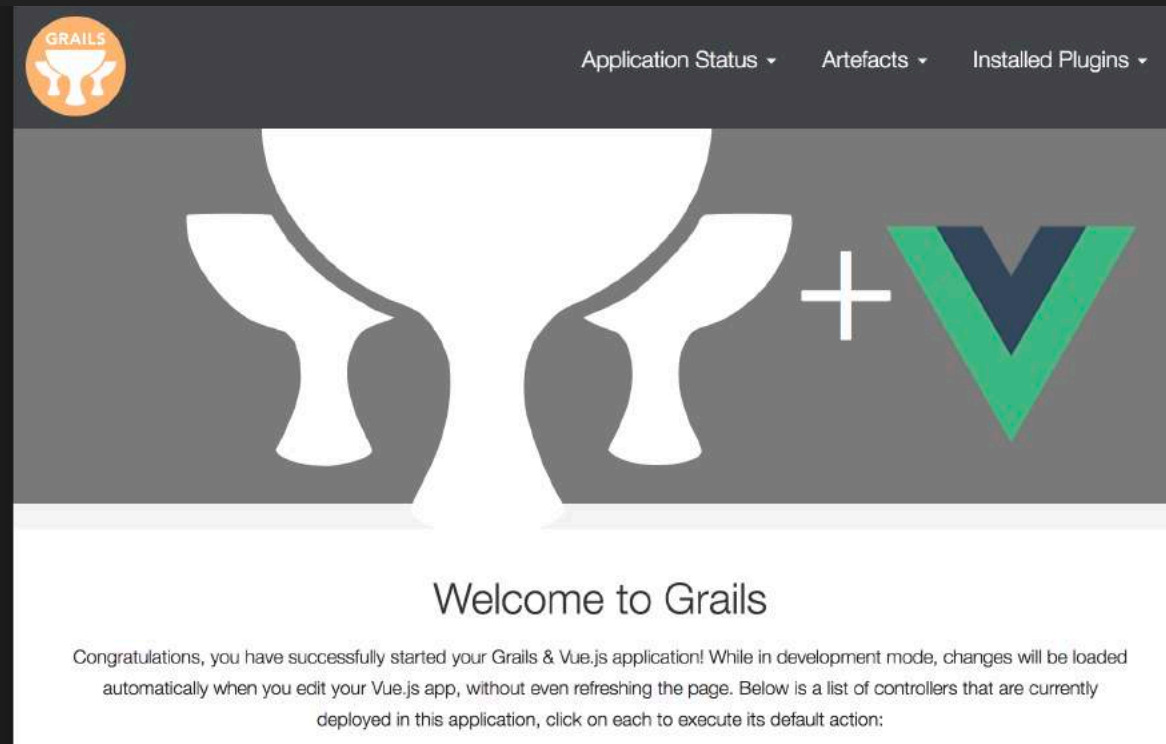 GRAILS
Application Status
Artefacts
Installed Plugins
Welcome to Grails
Congratulations, you have successfully started your Grails & Vue.js application! While in development mode, changes will be loaded
automatically when you edit your Vue.js app, without even refreshing the page. Below is a list of controllers that are currently
deployed in this application, click on each to execute its default action: